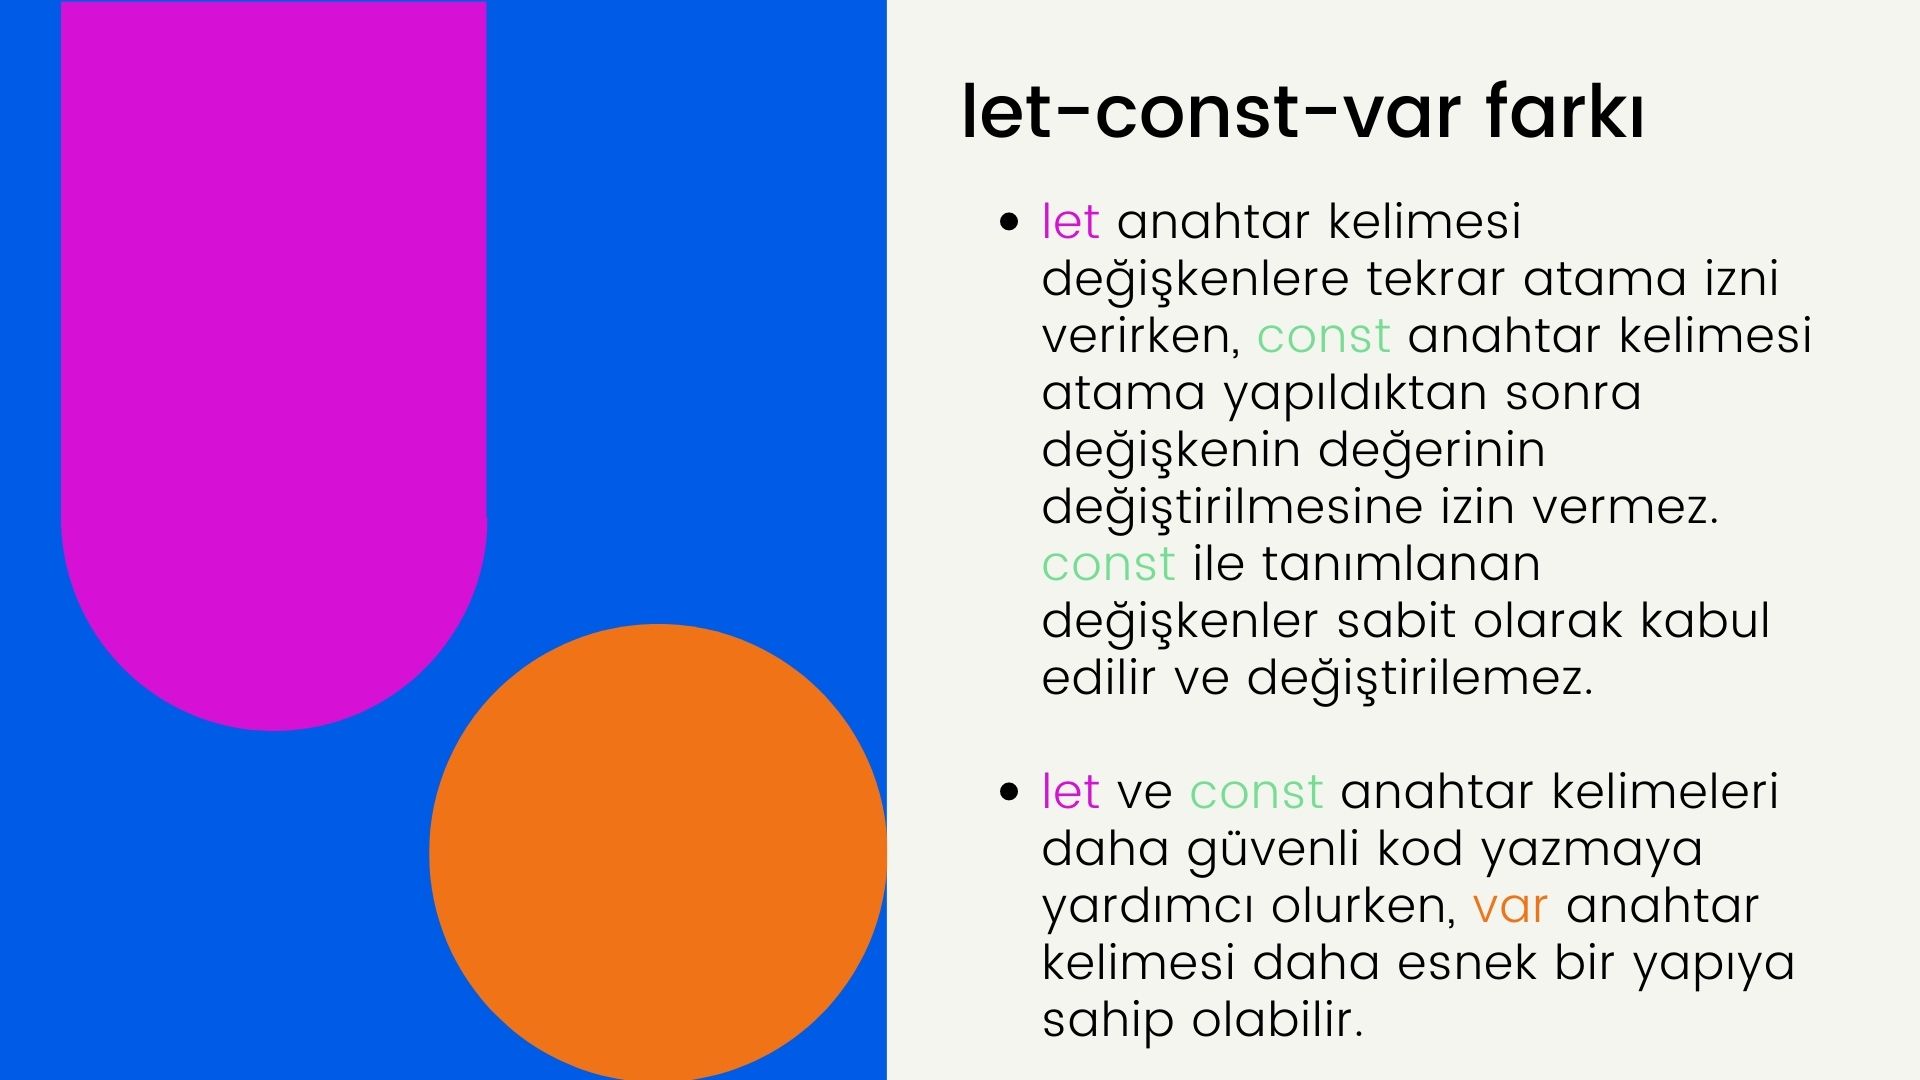 let-const-var farkı
• let anahtar kelimesi
değişkenlere tekrar atama izni
verirken, const anahtar kelimesi
atama yapıldıktan sonra
değişkenin değerinin
değiştirilmesine izin vermez.
const ile tanımlanan
değişkenler sabit olarak kabul
edilir ve değiştirilemez.
• let ve const anahtar kelimeleri
daha güvenli kod yazmaya
yardımcı olurken, var anahtar
kelimesi daha esnek bir yapıya
sahip olabilir.